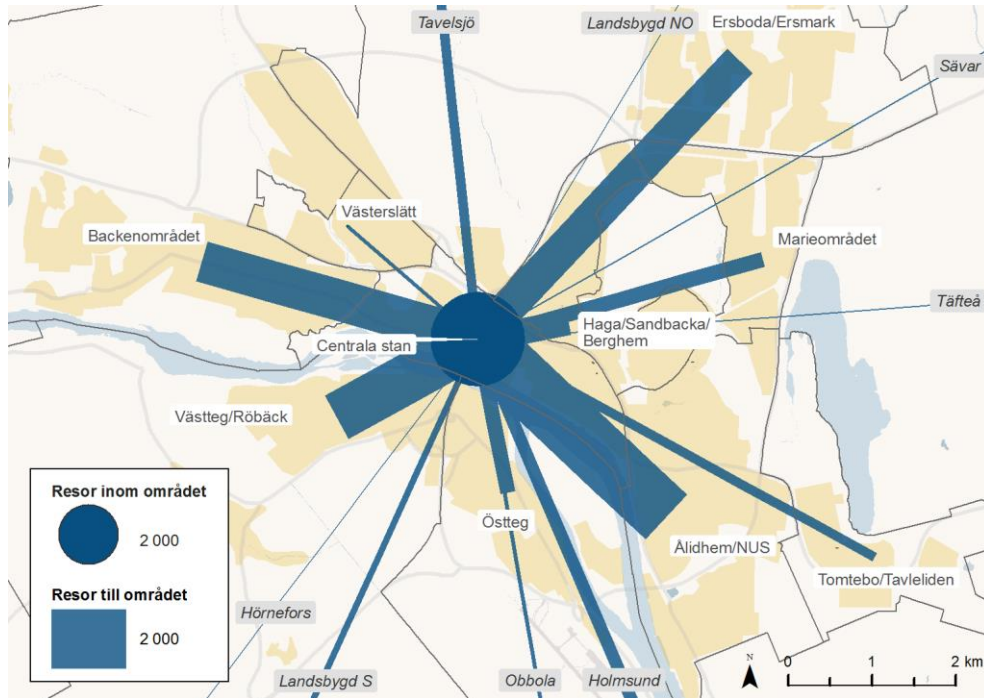 Tavelsjö
Landsbygd NO
Ersboda/Ersmark
Sävar
Västerslätt
Backenområdet
Marieområdet
Täfteå
Haga/Sandbacka/
Berghem
Centrala stan
Västteg/Röbäck
Resor inom området
2 000
Resor till området
2 000
Östteg
Ålidhem/NUS
Tomtebo/Tavleliden
Hörnefors
Landsbygd S
Obbola
Holmsund
N
0 1 2 km